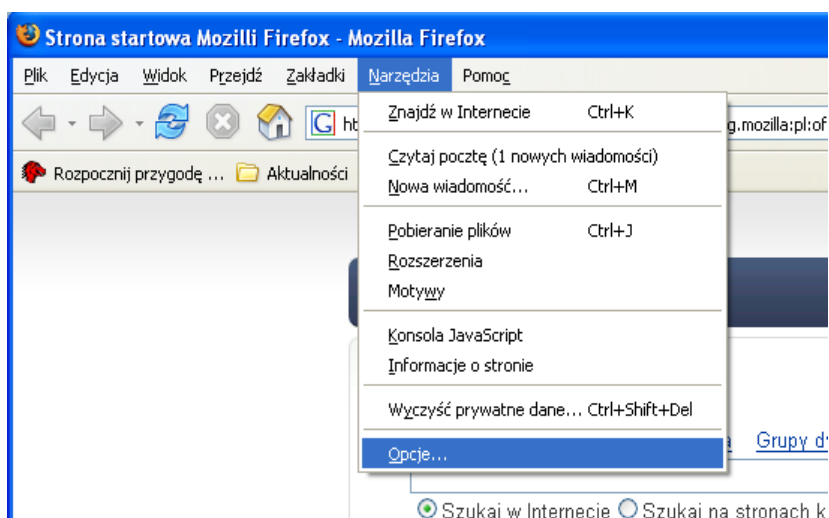 Strona startowa Mozilli Firefox - Mozilla Firefox
Plik Edycja Widok Przejdź Zakładki Narzędzia Pomoc
G ht
g.mozilla:pl:of
Rozpocznij przygodę ... Aktualności
Znajdź w Internecie Ctrl+K
Czytaj pocztę (1 nowych wiadomości)
Nowa wiadomość... Ctrl+M
Pobieranie plików Ctrl+J
Rozszerzenia
Motywy
Konsola JavaScript
Informacje o stronie
Wyczyść prywatne dane... Ctrl+Shift+Del
Opcje...
Grupy d
Szukaj w Internecie Szukaj na stronach k